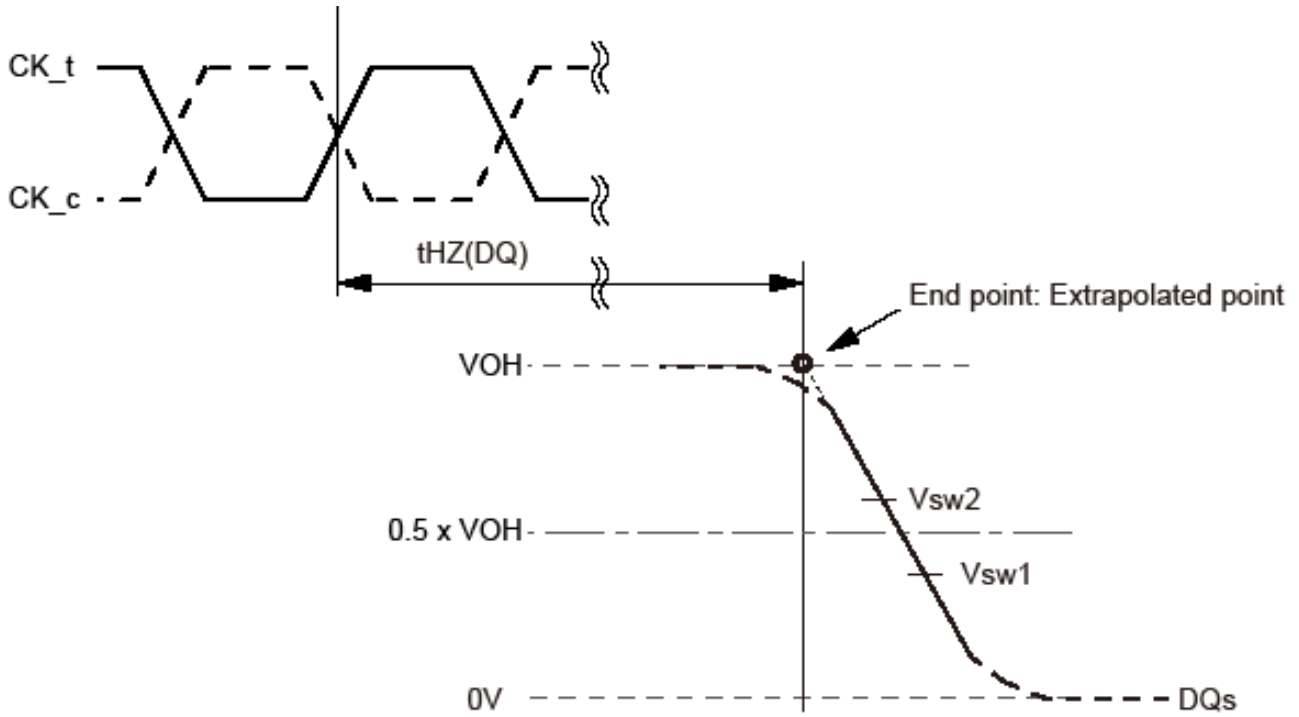 CK_t
CK_c
tHZ(DQ)
End point: Extrapolated point
VOH
Vsw2
0.5 x VOH
Vsw1
0V
DQs